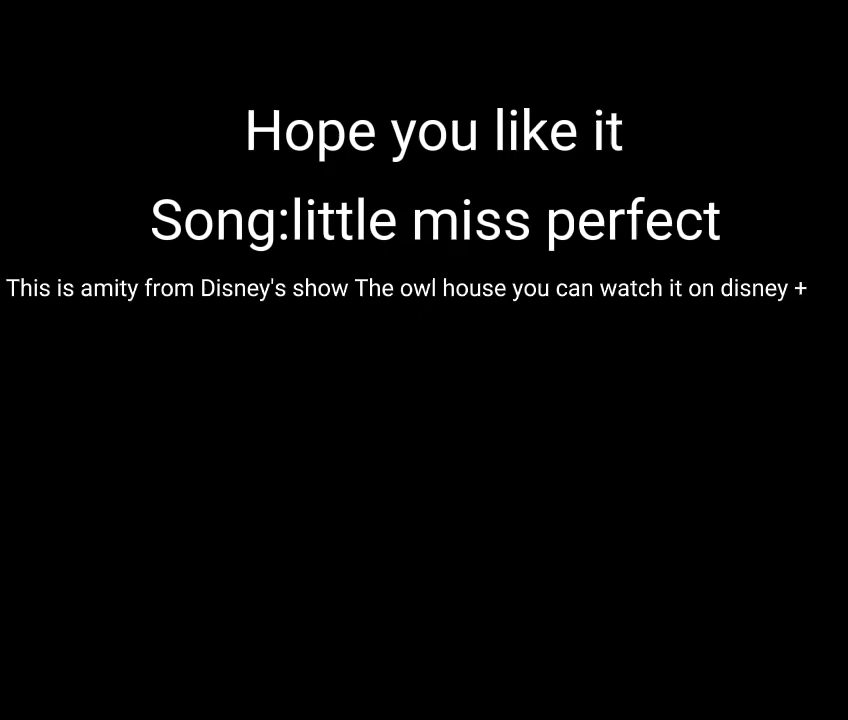 Hope you like it
Song:little miss perfect
This is amity from Disney's show The owl house you can watch it on disney +